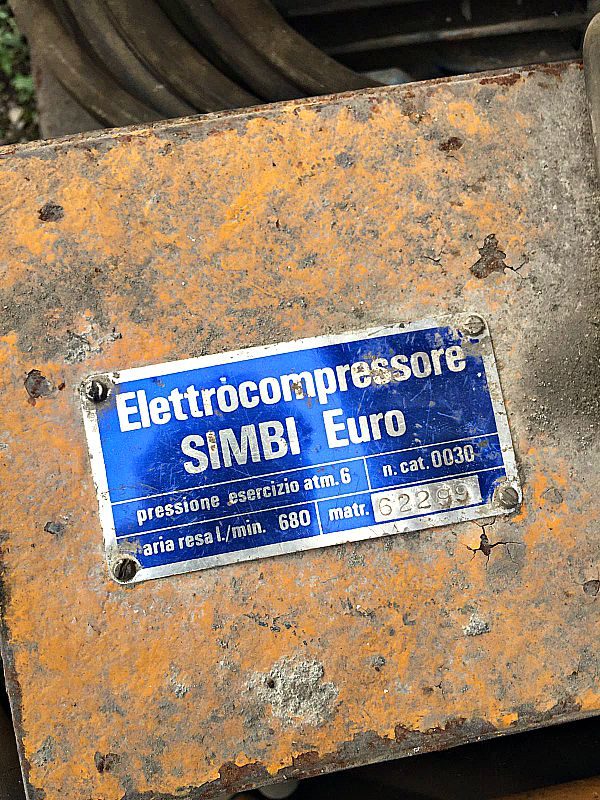 Elettrocompressore
SIMBI Euro
pressione esercizio atm. 6
n. cat. 0030
aria resa l./min. 680
matr. 62299